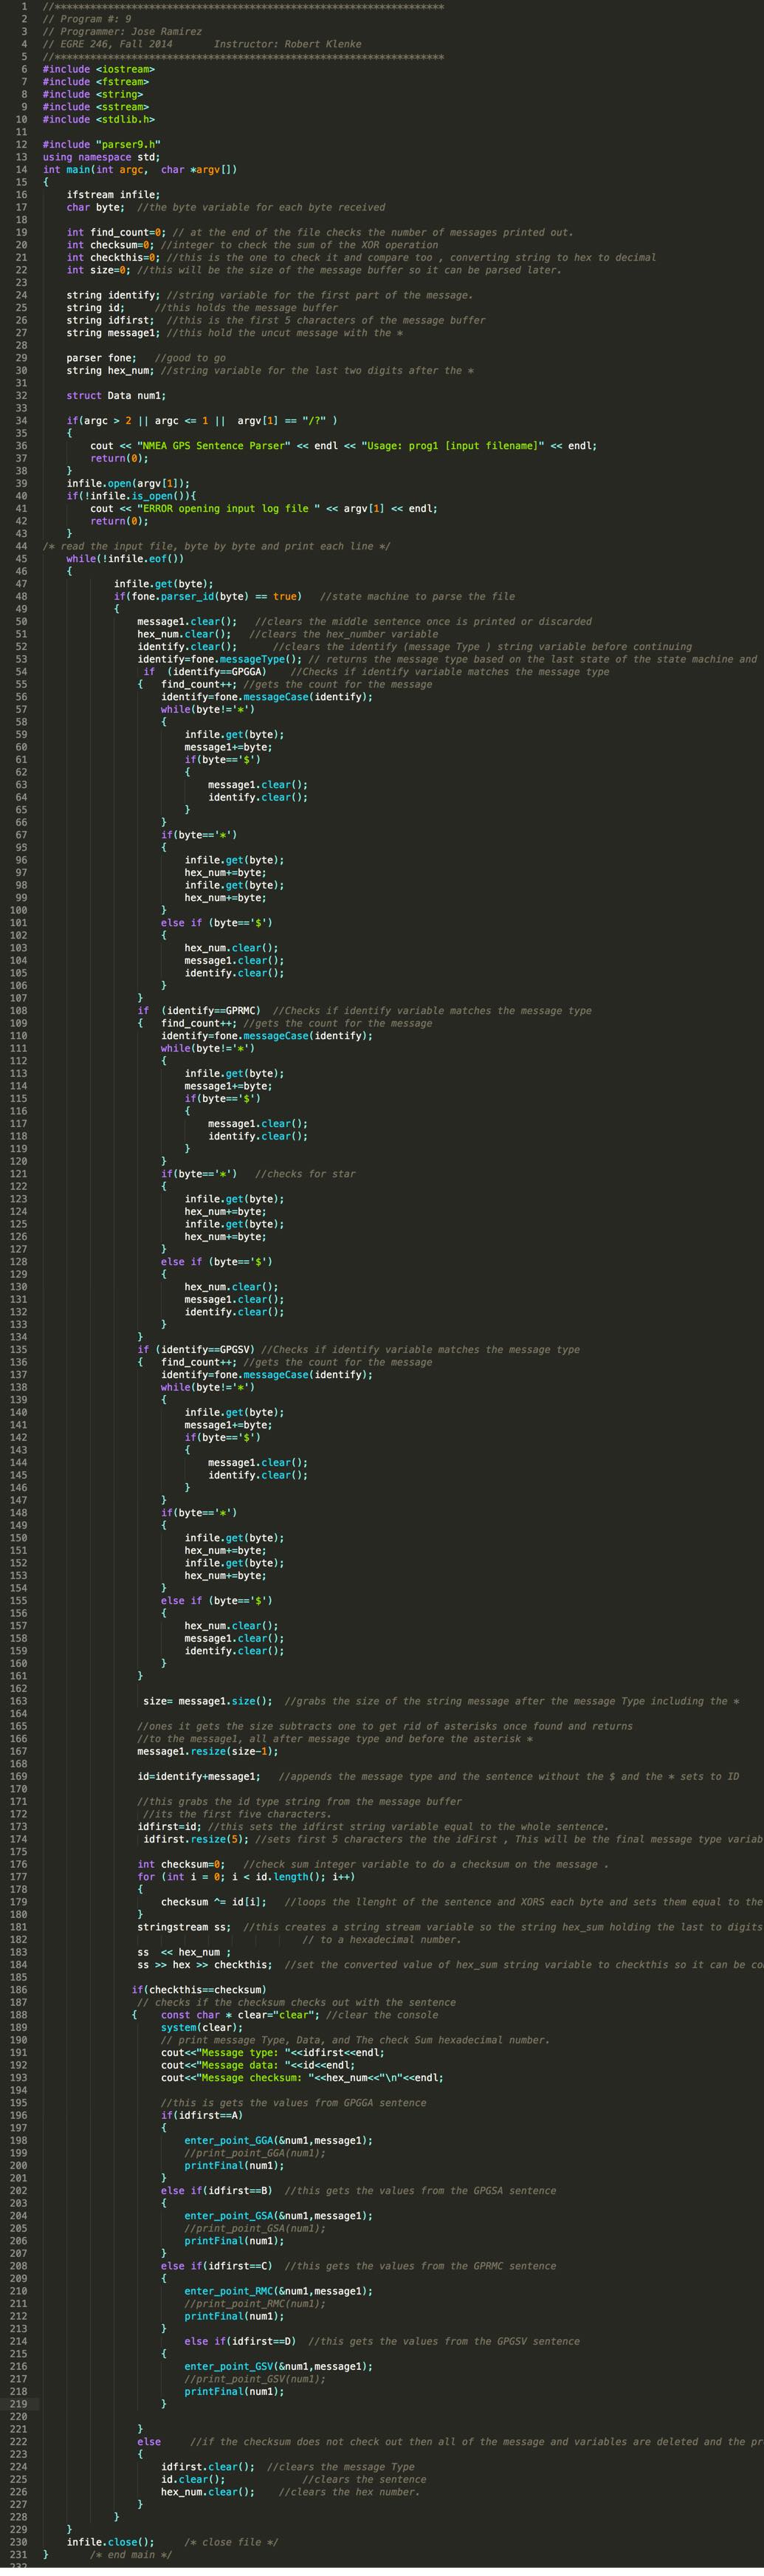 1 //******************************************************************
2 // Program #: 9
3 // Programmer: Jose Ramirez
4 // EGRE 246, Fall 2014       Instructor: Robert Klenke
5 //******************************************************************
6 #include <iostream>
7 #include <fstream>
8 #include <string>
9 #include <sstream>
10 #include <stdlib.h>
11
12 #include "parser9.h"
13 using namespace std;
14 int main(int argc,  char *argv[])
15 {
16     ifstream infile;
17     char byte;  //the byte variable for each byte received
18
19     int find_count=0; // at the end of the file checks the number of messages printed out.
20     int checksum=0; //integer to check the sum of the XOR operation
21     int checkthis=0; //this is the one to check it and compare too , converting string to hex to decimal
22     int size=0; //this will be the size of the message buffer so it can be parsed later.
23
24     string identify; //string variable for the first part of the message.
25     string id;     //this holds the message buffer
26     string idfirst;  //this is the first 5 characters of the message buffer
27     string message1; //this hold the uncut message with the *
28
29     parser fone;   //good to go
30     string hex_num; //string variable for the last two digits after the *
31
32     struct Data num1;
33
34     if(argc > 2 || argc <= 1 ||  argv[1] == "/?" )
35     {
36         cout << "NMEA GPS Sentence Parser" << endl << "Usage: prog1 [input filename]" << endl;
37         return(0);
38     }
39     infile.open(argv[1]);
40     if(!infile.is_open()){
41         cout << "ERROR opening input log file " << argv[1] << endl;
42         return(0);
43     }
44 /* read the input file, byte by byte and print each line */
45     while(!infile.eof())
46     {
47             infile.get(byte);
48             if(fone.parser_id(byte) == true)   //state machine to parse the file
49             {
50                 message1.clear();   //clears the middle sentence once is printed or discarded
51                 hex_num.clear();   //clears the hex_number variable
52                 identify.clear();      //clears the identify (message Type ) string variable before continuing
53                 identify=fone.messageType(); // returns the message type based on the last state of the state machine and
54                  if  (identify==GPGGA)    //Checks if identify variable matches the message type
55                 {   find_count++; //gets the count for the message
56                     identify=fone.messageCase(identify);
57                     while(byte!='*')
58                     {
59                         infile.get(byte);
60                         message1+=byte;
61                         if(byte=='$')
62                         {
63                             message1.clear();
64                             identify.clear();
65                         }
66                     }
67                     if(byte=='*')
95                     {
96                         infile.get(byte);
97                         hex_num+=byte;
98                         infile.get(byte);
99                         hex_num+=byte;
100                     }
101                     else if (byte=='$')
102                     {
103                         hex_num.clear();
104                         message1.clear();
105                         identify.clear();
106                     }
107                 }
108                 if  (identify==GPRMC)  //Checks if identify variable matches the message type
109                 {   find_count++; //gets the count for the message
110                     identify=fone.messageCase(identify);
111                     while(byte!='*')
112                     {
113                         infile.get(byte);
114                         message1+=byte;
115                         if(byte=='$')
116                         {
117                             message1.clear();
118                             identify.clear();
119                         }
120                     }
121                     if(byte=='*')   //checks for star
122                     {
123                         infile.get(byte);
124                         hex_num+=byte;
125                         infile.get(byte);
126                         hex_num+=byte;
127                     }
128                     else if (byte=='$')
129                     {
130                         hex_num.clear();
131                         message1.clear();
132                         identify.clear();
133                     }
134                 }
135                 if (identify==GPGSV) //Checks if identify variable matches the message type
136                 {   find_count++; //gets the count for the message
137                     identify=fone.messageCase(identify);
138                     while(byte!='*')
139                     {
140                         infile.get(byte);
141                         message1+=byte;
142                         if(byte=='$')
143                         {
144                             message1.clear();
145                             identify.clear();
146                         }
147                     }
148                     if(byte=='*')
149                     {
150                         infile.get(byte);
151                         hex_num+=byte;
152                         infile.get(byte);
153                         hex_num+=byte;
154                     }
155                     else if (byte=='$')
156                     {
157                         hex_num.clear();
158                         message1.clear();
159                         identify.clear();
160                     }
161                 }
162
163                  size= message1.size();  //grabs the size of the string message after the message Type including the *
164
165                 //ones it gets the size subtracts one to get rid of asterisks once found and returns
166                 //to the message1, all after message type and before the asterisk *
167                 message1.resize(size-1);
168
169                 id=identify+message1;   //appends the message type and the sentence without the $ and the * sets to ID
170
171                 //this grabs the id type string from the message buffer
172                  //its the first five characters.
173                 idfirst=id; //this sets the idfirst string variable equal to the whole sentence.
174                  idfirst.resize(5); //sets first 5 characters the the idFirst , This will be the final message type variab
175
176                 int checksum=0;   //check sum integer variable to do a checksum on the message .
177                 for (int i = 0; i < id.length(); i++)
178                 {
179                     checksum ^= id[i];   //loops the llenght of the sentence and XORS each byte and sets them equal to the
180                 }
181                 stringstream ss;  //this creates a string stream variable so the string hex_sum holding the last to digits
182                                             // to a hexadecimal number.
183                 ss  << hex_num ;
184                 ss >> hex >> checkthis;  //set the converted value of hex_sum string variable to checkthis so it can be co
185
186                if(checkthis==checksum)
187                 // checks if the checksum checks out with the sentence
188                {    const char * clear="clear"; //clear the console
189                     system(clear);
190                     // print message Type, Data, and The check Sum hexadecimal number.
191                     cout<<"Message type: "<<idfirst<<endl;
192                     cout<<"Message data: "<<id<<endl;
193                     cout<<"Message checksum: "<<hex_num<<"\n"<<endl;
194
195                     //this is gets the values from GPGGA sentence
196                     if(idfirst==A)
197                     {
198                         enter_point_GGA(&num1,message1);
199                         //print_point_GGA(num1);
200                         printFinal(num1);
201                     }
202                     else if(idfirst==B)  //this gets the values from the GPGSA sentence
203                     {
204                         enter_point_GSA(&num1,message1);
205                         //print_point_GSA(num1);
206                         printFinal(num1);
207                     }
208                     else if(idfirst==C)  //this gets the values from the GPRMC sentence
209                     {
210                         enter_point_RMC(&num1,message1);
211                         //print_point_RMC(num1);
212                         printFinal(num1);
213                     }
214                         else if(idfirst==D)  //this gets the values from the GPGSV sentence
215                     {
216                         enter_point_GSV(&num1,message1);
217                         //print_point_GSV(num1);
218                         printFinal(num1);
219                     }
220
221                 }
222                 else     //if the checksum does not check out then all of the message and variables are deleted and the pr
223                 {
224                     idfirst.clear();  //clears the message Type
225                     id.clear();             //clears the sentence
226                     hex_num.clear();    //clears the hex number.
227                 }
228             }
229     }
230     infile.close();     /* close file */
231 }       /* end main */